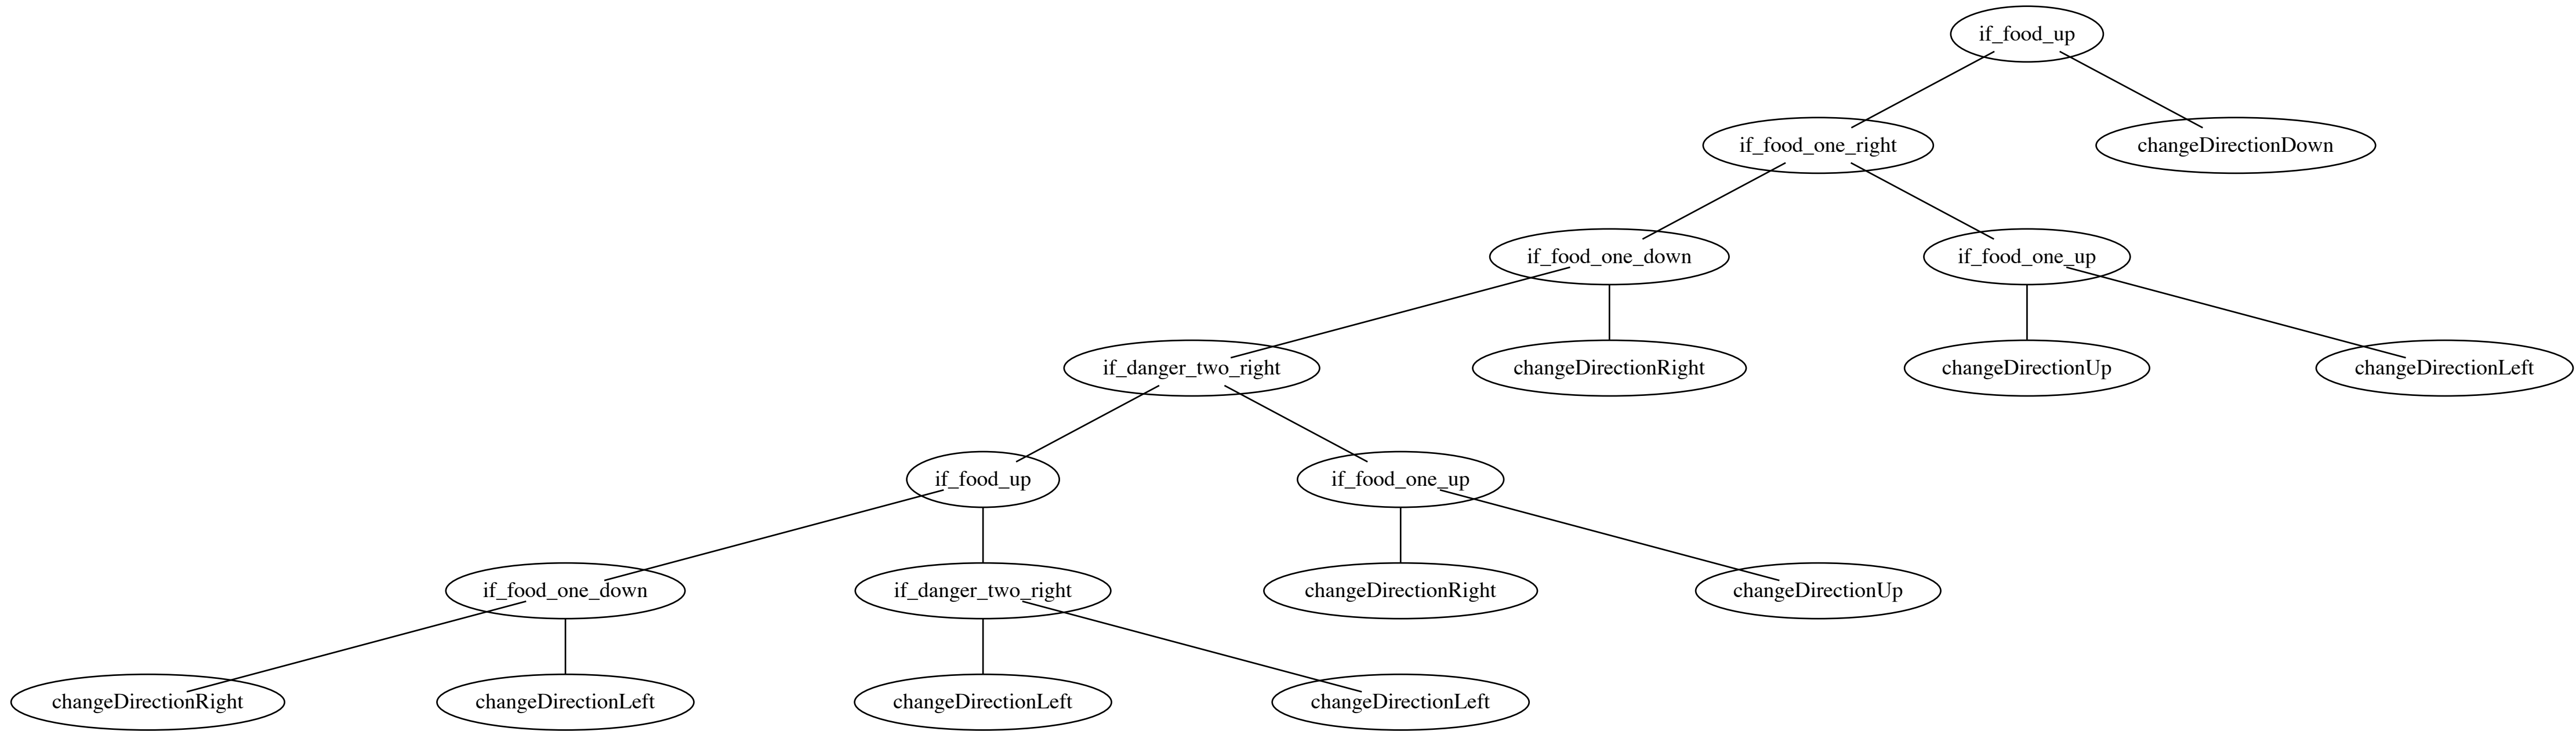 if_food_up
if_food_one_right
changeDirectionDown
if_food_one_down
if_food_one_up
if_danger_two_right
changeDirectionRight
changeDirectionUp
changeDirectionLeft
if_food_up
if_food_one_up
if_food_one_down
if_danger_two_right
changeDirectionRight
changeDirectionUp
changeDirectionRight
changeDirectionLeft
changeDirectionLeft
changeDirectionLeft